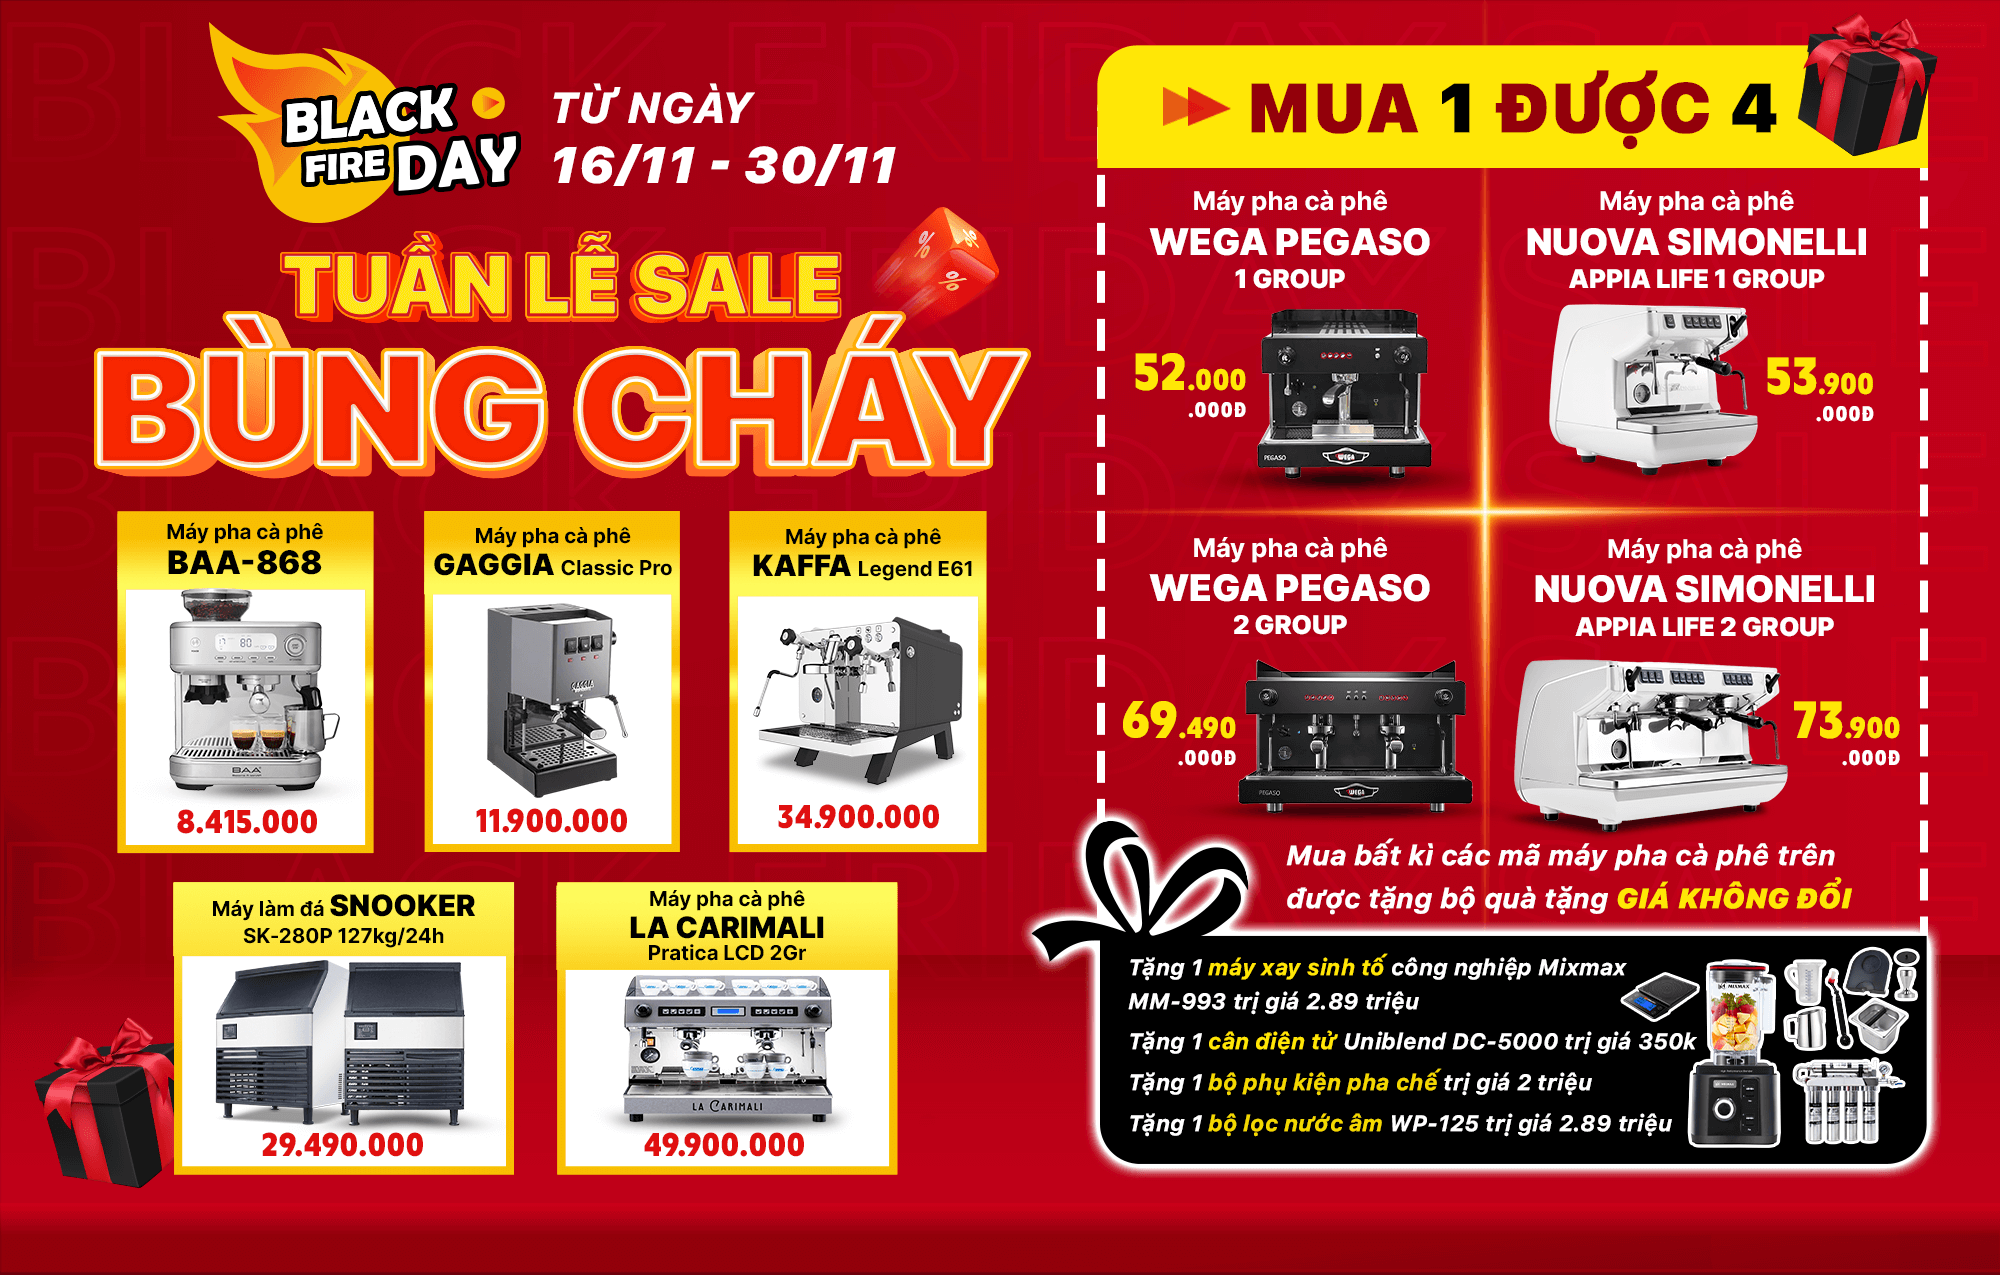 BLACK
FIRE DAY
TỪ NGÀY
16/11 - 30/11
TUẦN LỄ SALE
BÙNG CHÁY
Máy pha cà phê
BAA-868
8.415.000
Máy pha cà phê
GAGGIA Classic Pro
11.900.000
Máy pha cà phê
KAFFA Legend E61
34.900.000
Máy làm đá SNOOKER
SK-280P 127kg/24h
29.490.000
Máy pha cà phê
LA CARIMALI
Pratica LCD 2Gr
LA CARIMALI
49.900.000
MUA 1 ĐƯỢC 4
Máy pha cà phê
WEGA PEGASO
1 GROUP
52.000
.000Đ
PEGASO
WEGA
Máy pha cà phê
NUOVA SIMONELLI
APPIA LIFE 1 GROUP
53.900
.000Đ
Máy pha cà phê
WEGA PEGASO
2 GROUP
69.490
.000Đ
PEGASO
WEGA
Máy pha cà phê
NUOVA SIMONELLI
APPIA LIFE 2 GROUP
73.900
.000Đ
Mua bất kì các mã máy pha cà phê trên
được tặng bộ quà tặng GIÁ KHÔNG ĐỔI
Tặng 1 máy xay sinh tố công nghiệp Mixmax
MM-993 trị giá 2.89 triệu
Tặng 1 cân điện tử Uniblend DC-5000 trị giá 350k
Tặng 1 bộ phụ kiện pha chế trị giá 2 triệu
Tặng 1 bộ lọc nước âm WP-125 trị giá 2.89 triệu
MIXMAX